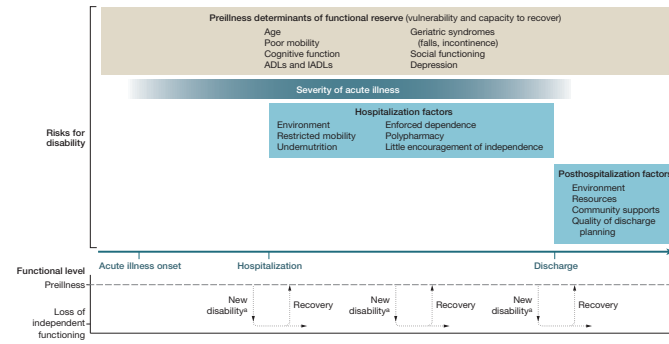 Preillness determinants of functional reserve (vulnerability and capacity to recover)
Age
Poor mobility
Cognitive function
ADLs and IADLs
Geriatric syndromes
(falls, incontinence)
Social functioning
Depression
Severity of acute illness
Risks for
disability
Hospitalization factors
Environment
Restricted mobility
Undernutrition
Enforced dependence
Polypharmacy
Little encouragement of independence
Posthospitalization factors
Environment
Resources
Community supports
Quality of discharge
planning
Acute illness onset
Hospitalization
Discharge
Functional level
Preillness
Loss of
independent
functioning
New
disabilityᵃ
Recovery
New
disabilityᵃ
Recovery
New
disabilityᵃ
Recovery